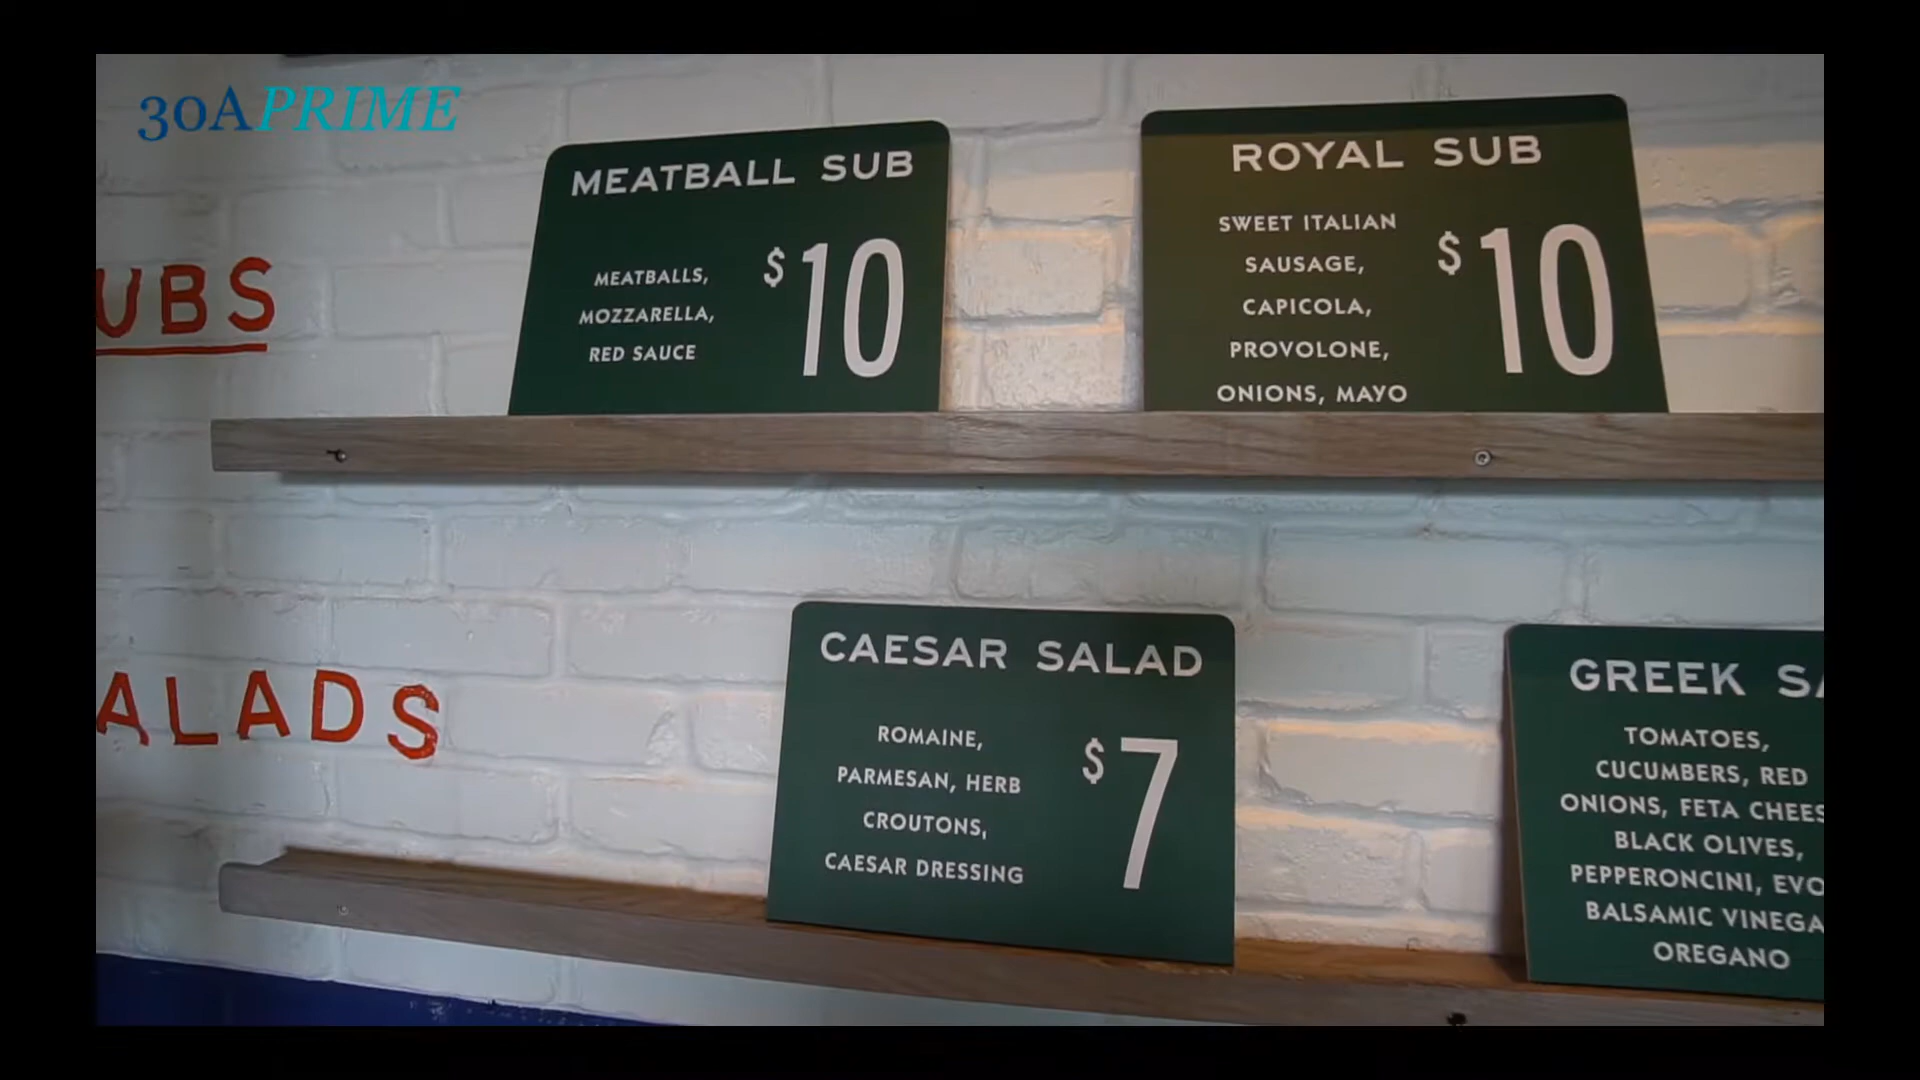 30APRIME
MEATBALL SUB
MEATBALLS,
MOZZARELLA,
RED SAUCE
$10
ROYAL SUB
SWEET ITALIAN
SAUSAGE,
CAPICOLA,
PROVOLONE,
ONIONS, MAYO
$10
UBS
ALADS
CAESAR SALAD
ROMAINE,
PARMESAN, HERB
CROUTONS,
CAESAR DRESSING
$7
GREEK SA
TOMATOES,
CUCUMBERS, RED
ONIONS, FETA CHEES
BLACK OLIVES,
PEPPERONCINI, EVO
BALSAMIC VINEGA
OREGANO